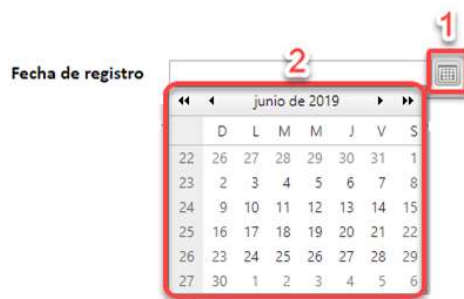 1
2
Fecha de registro
junio de 2019
D L M M J V S
22 26 27 28 29 30 31 1
23 2 3 4 5 6 7 8
24 9 10 11 12 13 14 15
25 16 17 18 19 20 21 22
26 23 24 25 26 27 28 29
27 30 1 2 3 4 5 6